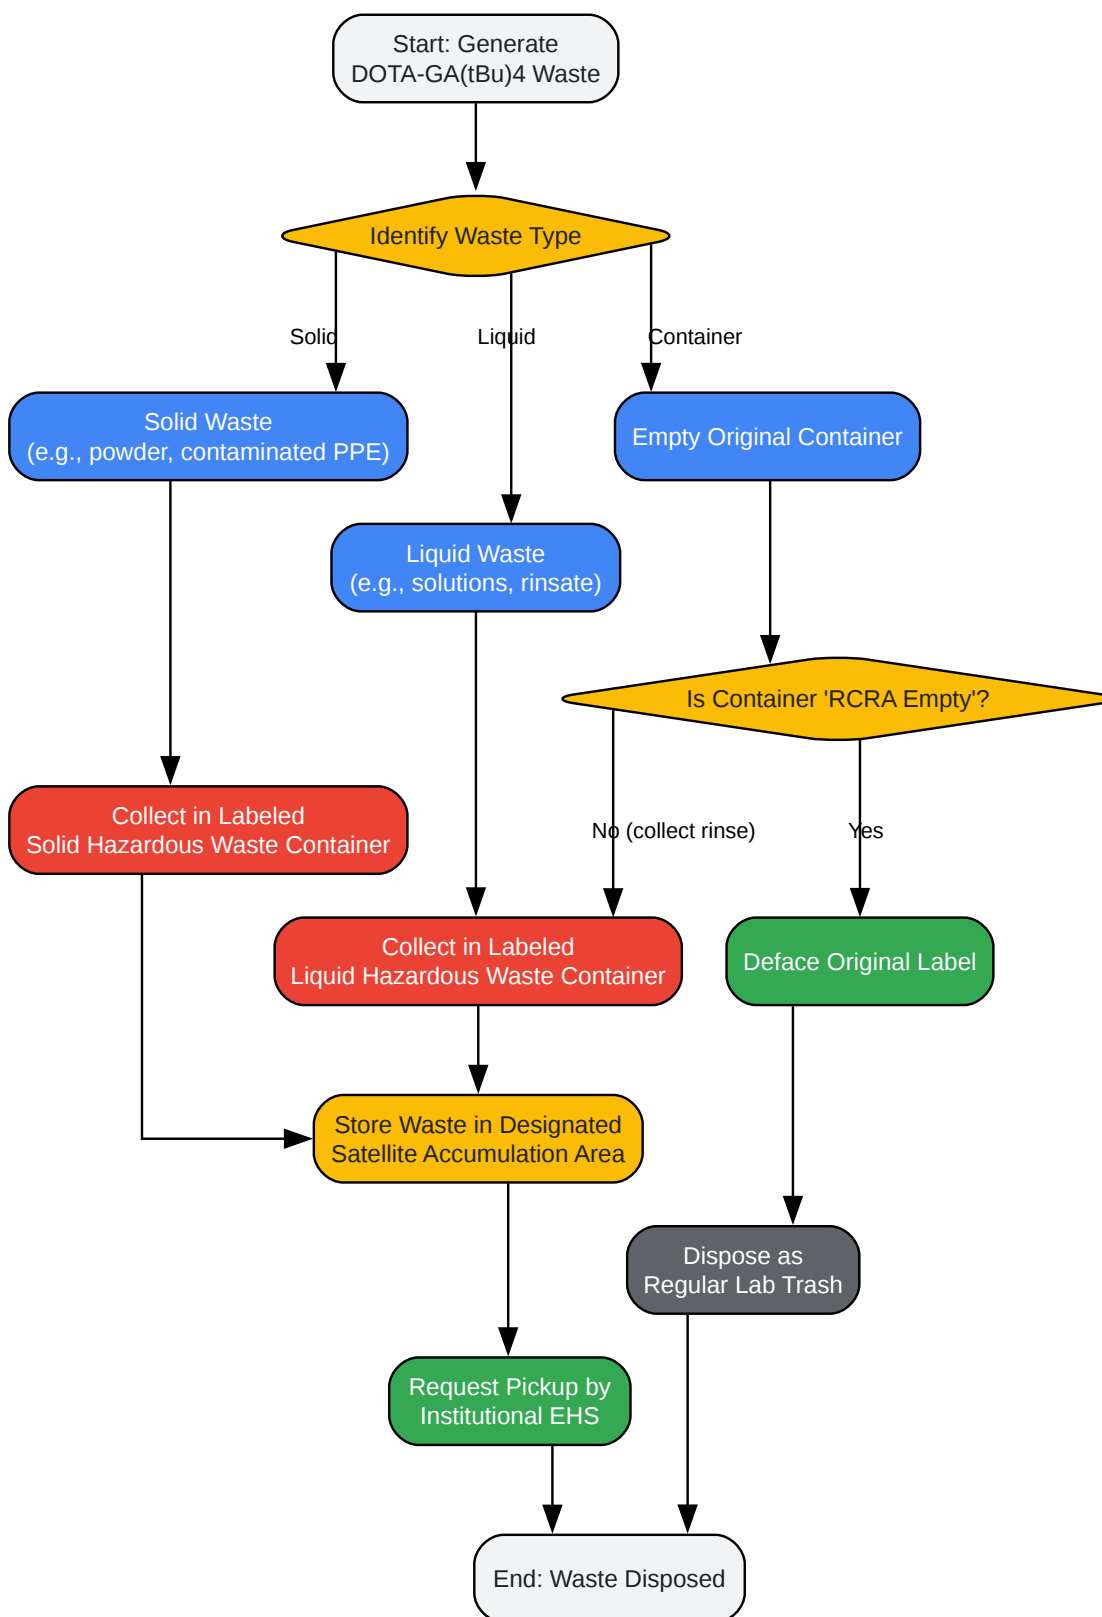 Start: Generate
DOTA-GA(tBu)4 Waste
Identify Waste Type
Solid
Liquid
Container
Solid Waste
(e.g., powder, contaminated PPE)
Empty Original Container
Liquid Waste
(e.g., solutions, rinsate)
Is Container 'RCRA Empty'?
Collect in Labeled
Solid Hazardous Waste Container
No (collect rinse)
Yes
Collect in Labeled
Liquid Hazardous Waste Container
Deface Original Label
Store Waste in Designated
Satellite Accumulation Area
Dispose as
Regular Lab Trash
Request Pickup by
Institutional EHS
End: Waste Disposed